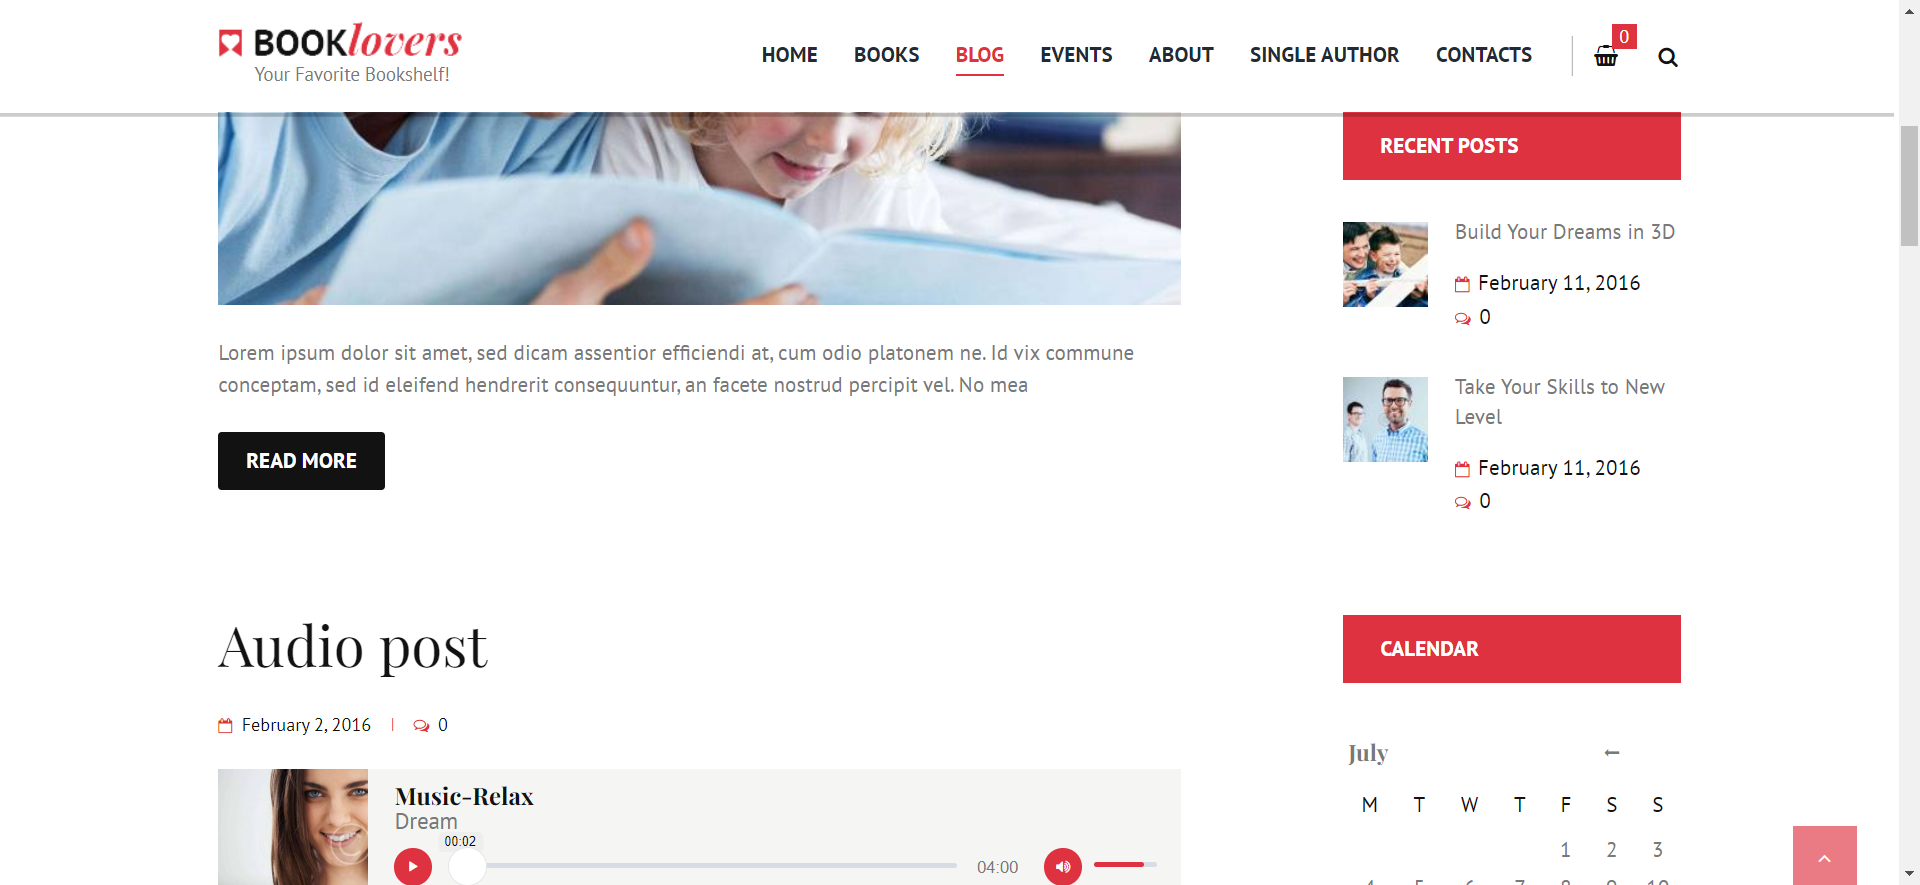 BOOKlovers
Your Favorite Bookshelf!
HOME BOOKS BLOG EVENTS ABOUT SINGLE AUTHOR CONTACTS 0
Lorem ipsum dolor sit amet, sed dicam assentior efficiendi at, cum odio platonem ne. Id vix commune
conceptam, sed id eleifend hendrerit consequuntur, an facete nostrud percipit vel. No mea
READ MORE
Audio post
February 2, 2016 | 0
Music-Relax
Dream
00:02
04:00
RECENT POSTS
Build Your Dreams in 3D
February 11, 2016
0
Take Your Skills to New
Level
February 11, 2016
0
CALENDAR
July
M T W T F S S
1 2 3